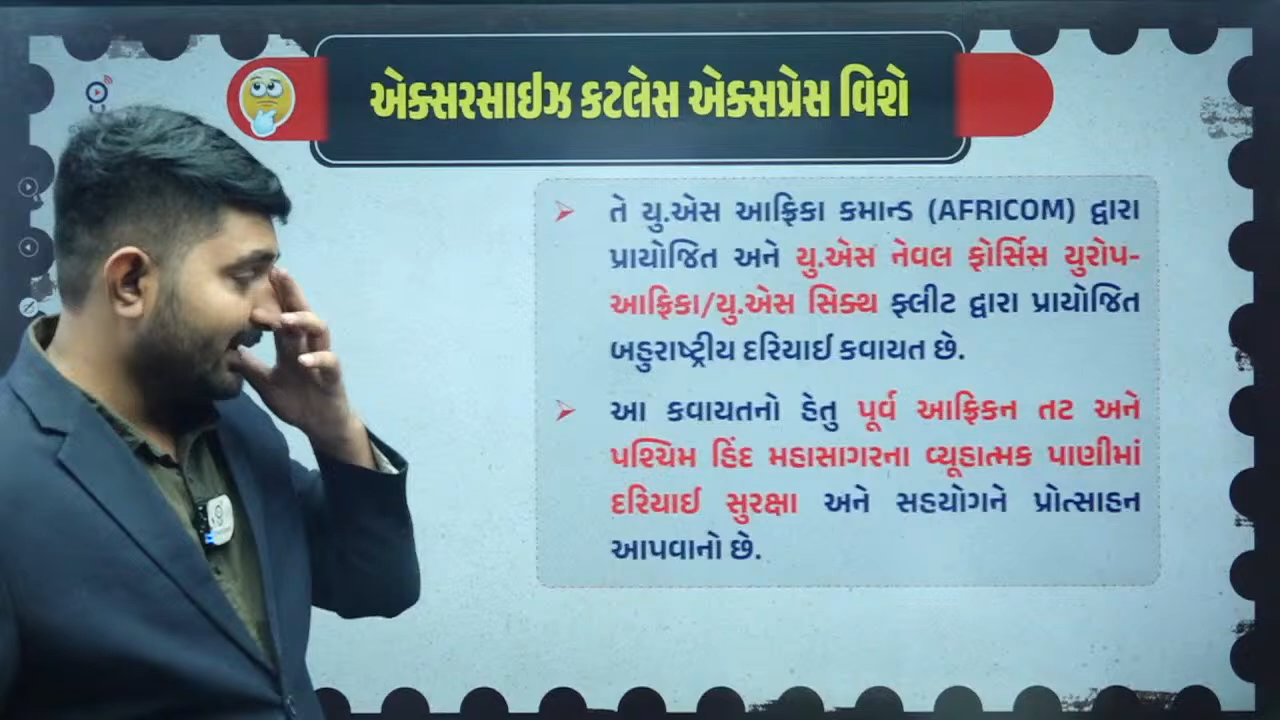 એક્સરસાઇઝ કટલેસ એક્સપ્રેસ વિશે
➢ તે યુ.એસ આફ્રિકા કમાન્ડ (AFRICOM) દ્વારા
પ્રાયોજિત અને યુ.એસ નેવલ ફોર્સિસ યુરોપ-
આફ્રિકા/યુ.એસ સિક્થ ફ્લીટ દ્વારા પ્રાયોજિત
બહુરાષ્ટ્રીય દરિયાઈ કવાયત છે.
➢ આ કવાયતનો હેતુ પૂર્વ આફ્રિકન તટ અને
પશ્ચિમ હિંદ મહાસાગરના વ્યૂહાત્મક પાણીમાં
દરિયાઈ સુરક્ષા અને સહયોગને પ્રોત્સાહન
આપવાનો છે.